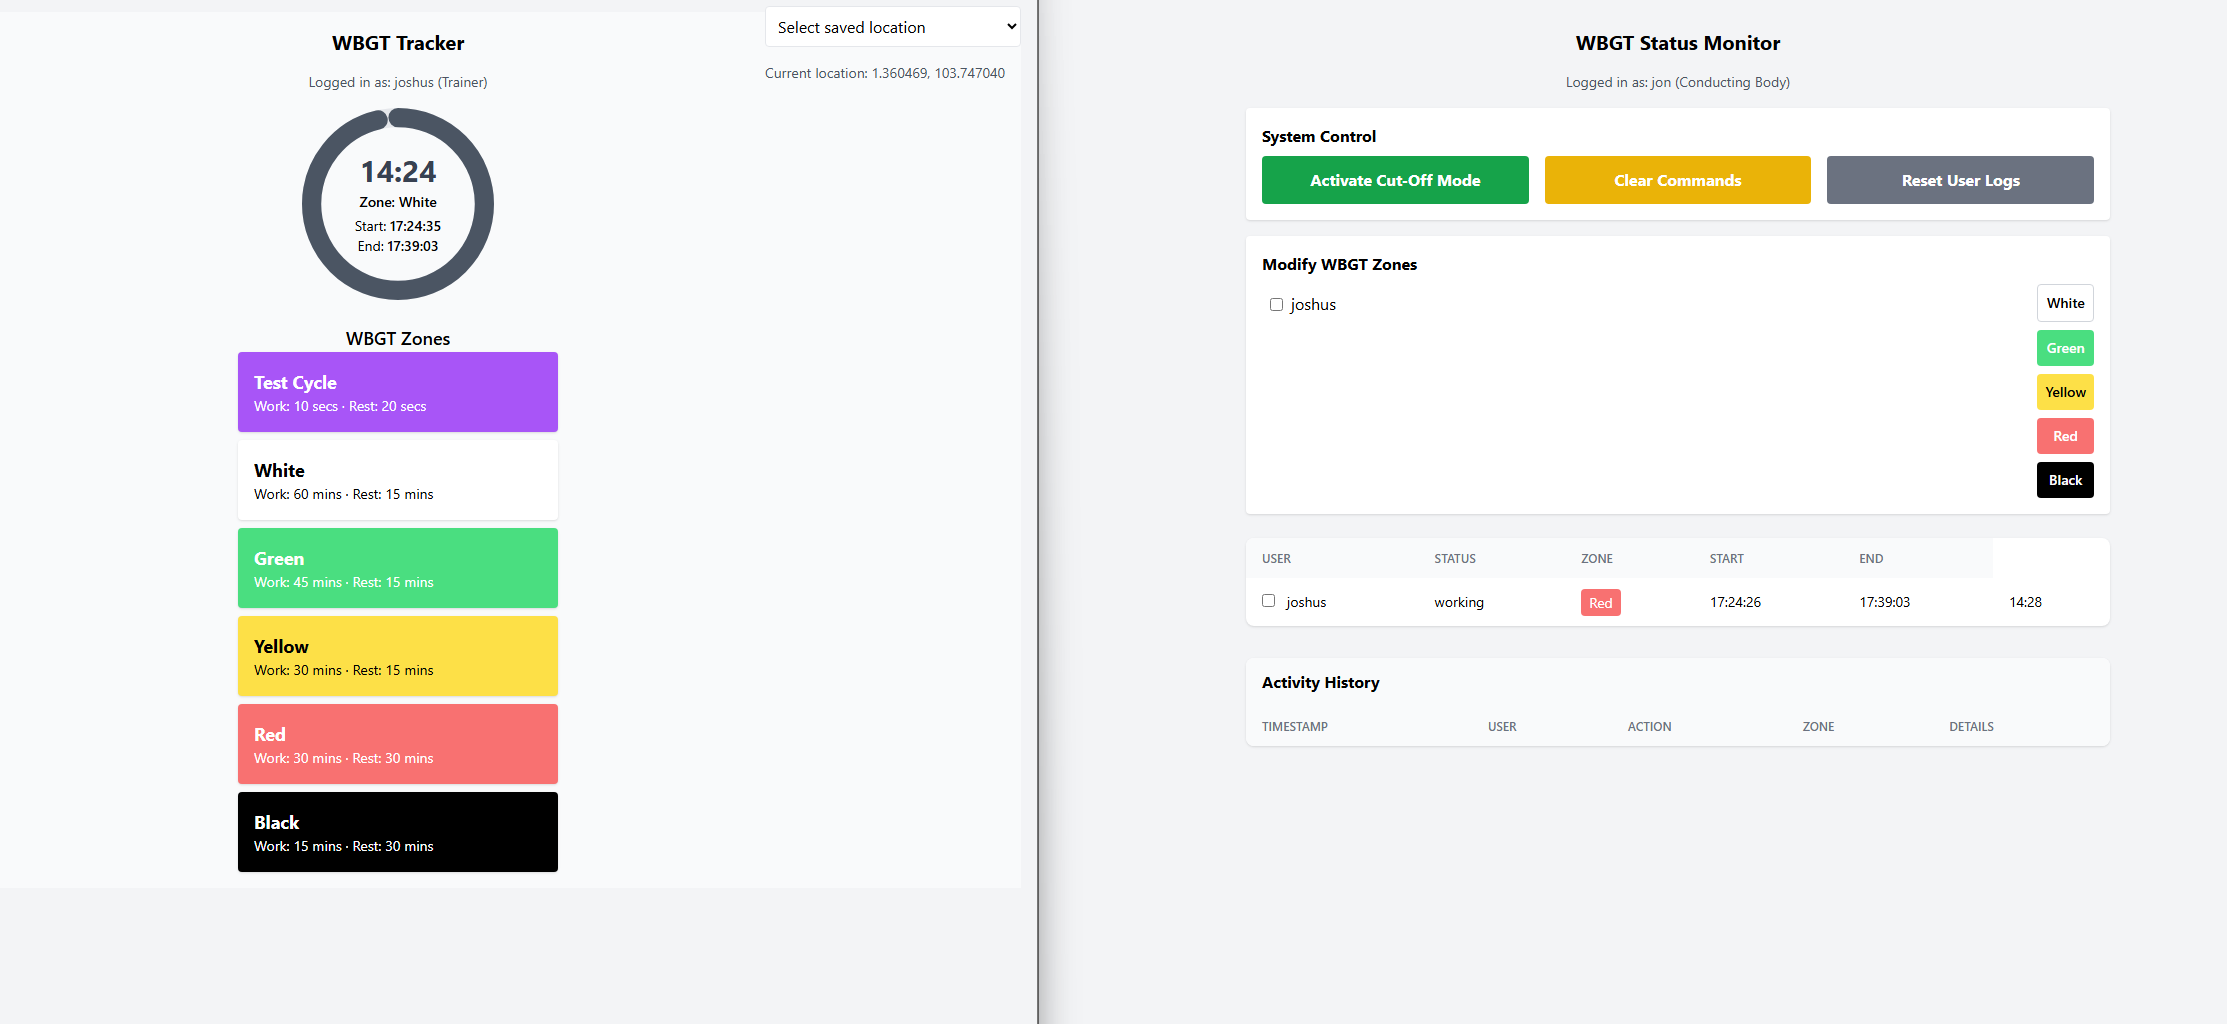 WBGT Tracker
Logged in as: joshus (Trainer)
Select saved location
Current location: 1.360469, 103.747040
14:24
Zone: White
Start: 17:24:35
End: 17:39:03
WBGT Zones
Test Cycle
Work: 10 secs · Rest: 20 secs
White
Work: 60 mins · Rest: 15 mins
Green
Work: 45 mins · Rest: 15 mins
Yellow
Work: 30 mins · Rest: 15 mins
Red
Work: 30 mins · Rest: 30 mins
Black
Work: 15 mins · Rest: 30 mins
WBGT Status Monitor
Logged in as: jon (Conducting Body)
System Control
Activate Cut-Off Mode Clear Commands Reset User Logs
Modify WBGT Zones
joshus
White
Green
Yellow
Red
Black
USER STATUS ZONE START END
joshus working Red 17:24:26 17:39:03 14:28
Activity History
TIMESTAMP USER ACTION ZONE DETAILS